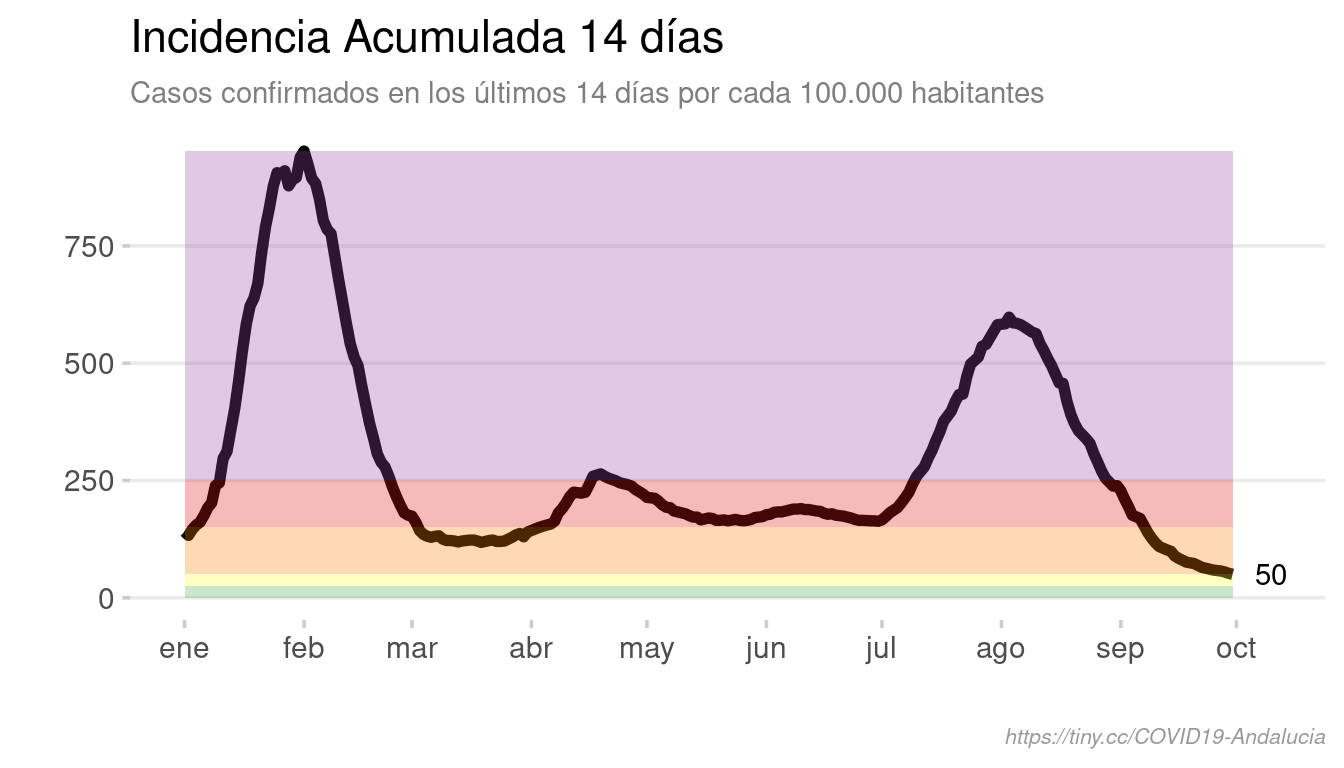 Incidencia Acumulada 14 días
Casos confirmados en los últimos 14 días por cada 100.000 habitantes
750
500
250
0
50
ene feb mar abr may jun jul ago sep oct
https://tiny.cc/COVID19-Andalucia